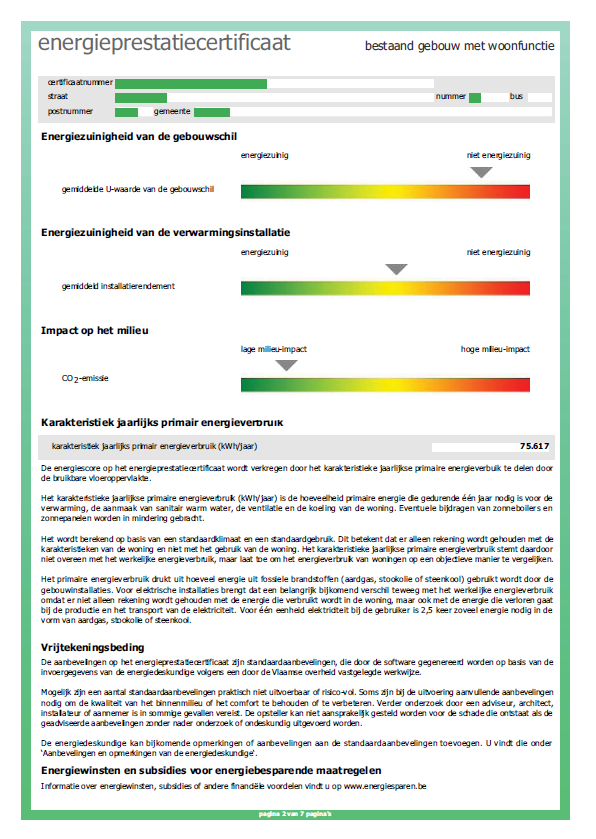 energieprestatiecertificaat
bestaand gebouw met woonfunctie
certificaatnummer
straat nummer bus
postnummer gemeente
Energiezuinigheid van de gebouwschil
energiezuinig niet energiezuinig
gemiddelde U-waarde van de gebouwschil
Energiezuinigheid van de verwarmingsinstallatie
energiezuinig niet energiezuinig
gemiddeld installatierendement
Impact op het milieu
lage milieu-impact hoge milieu-impact
CO2-emissie
Karakteristiek jaarlijks primair energieverbruik
karakteristiek jaarlijks primair energieverbruik (kWh/jaar) 75.617
De energiescore op het energieprestatiecertificaat wordt verkregen door het karakteristieke jaarlijkse primaire energieverbuik te delen door
de bruikbare vloeroppervlakte.
Het karakteristieke jaarlijkse primaire energieverbruik (kWh/jaar) is de hoeveelheid primaire energie die gedurende één jaar nodig is voor de
verwarming, de aanmaak van sanitair warm water, de ventilatie en de koeling van de woning. Eventuele bijdragen van zonneboilers en
zonnepanelen worden in mindering gebracht.
Het wordt berekend op basis van een standaardklimaat en een standaardgebruik. Dit betekent dat er alleen rekening wordt gehouden met de
karakteristieken van de woning en niet met het gebruik van de woning. Het karakteristieke jaarlijkse primaire energieverbruik stemt daardoor
niet overeen met het werkelijke energieverbruik, maar laat toe om het energieverbruik van woningen op een objectieve manier te vergelijken.
Het primaire energieverbruik drukt uit hoeveel energie uit fossiele brandstoffen (aardgas, stookolie of steenkool) gebruikt wordt door de
gebouwinstallaties. Voor elektrische installaties brengt dat een belangrijk bijkomend verschil teweeg met het werkelijke energieverbruik
omdat er niet alleen rekening wordt gehouden met de energie die verbruikt wordt in de woning, maar ook met de energie die verloren gaat
bij de productie en het transport van de elektriciteit. Voor één eenheid elektriditeit bij de gebruiker is 2,5 keer zoveel energie nodig in de
vorm van aardgas, stookolie of steenkool.
Vrijtekeningsbeding
De aanbevelingen op het energieprestatiecertificaat zijn standaardaanbevelingen, die door de software gegenereerd worden op basis van de
invoergegevens van de energiedeskundige volgens een door de Vlaamse overheid vastgelegde werkwijze.
Mogelijk zijn een aantal standaardaanbevelingen praktisch niet uitvoerbaar of risico-vol. Soms zijn bij de uitvoering aanvullende aanbevelingen
nodig om de kwaliteit van het binnenmilieu of het comfort te behouden of te verbeteren. Verder onderzoek door een adviseur, architect,
installateur of aannemer is in sommige gevallen vereist. De opsteller kan niet aansprakelijk gesteld worden voor de schade die ontstaat als de
geadviseerde aanbevelingen zonder nader onderzoek of ondeskundig uitgevoerd worden.
De energiedeskundige kan bijkomende opmerkingen of aanbevelingen aan de standaardaanbevelingen toevoegen. U vindt die onder
'Aanbevelingen en opmerkingen van de energiedeskundige'.
Energiewinsten en subsidies voor energiebesparende maatregelen
Informatie over energiewinsten, subsidies of andere financiële voordelen vindt u op www.energiesparen.be
pagina 2 van 7 pagina's